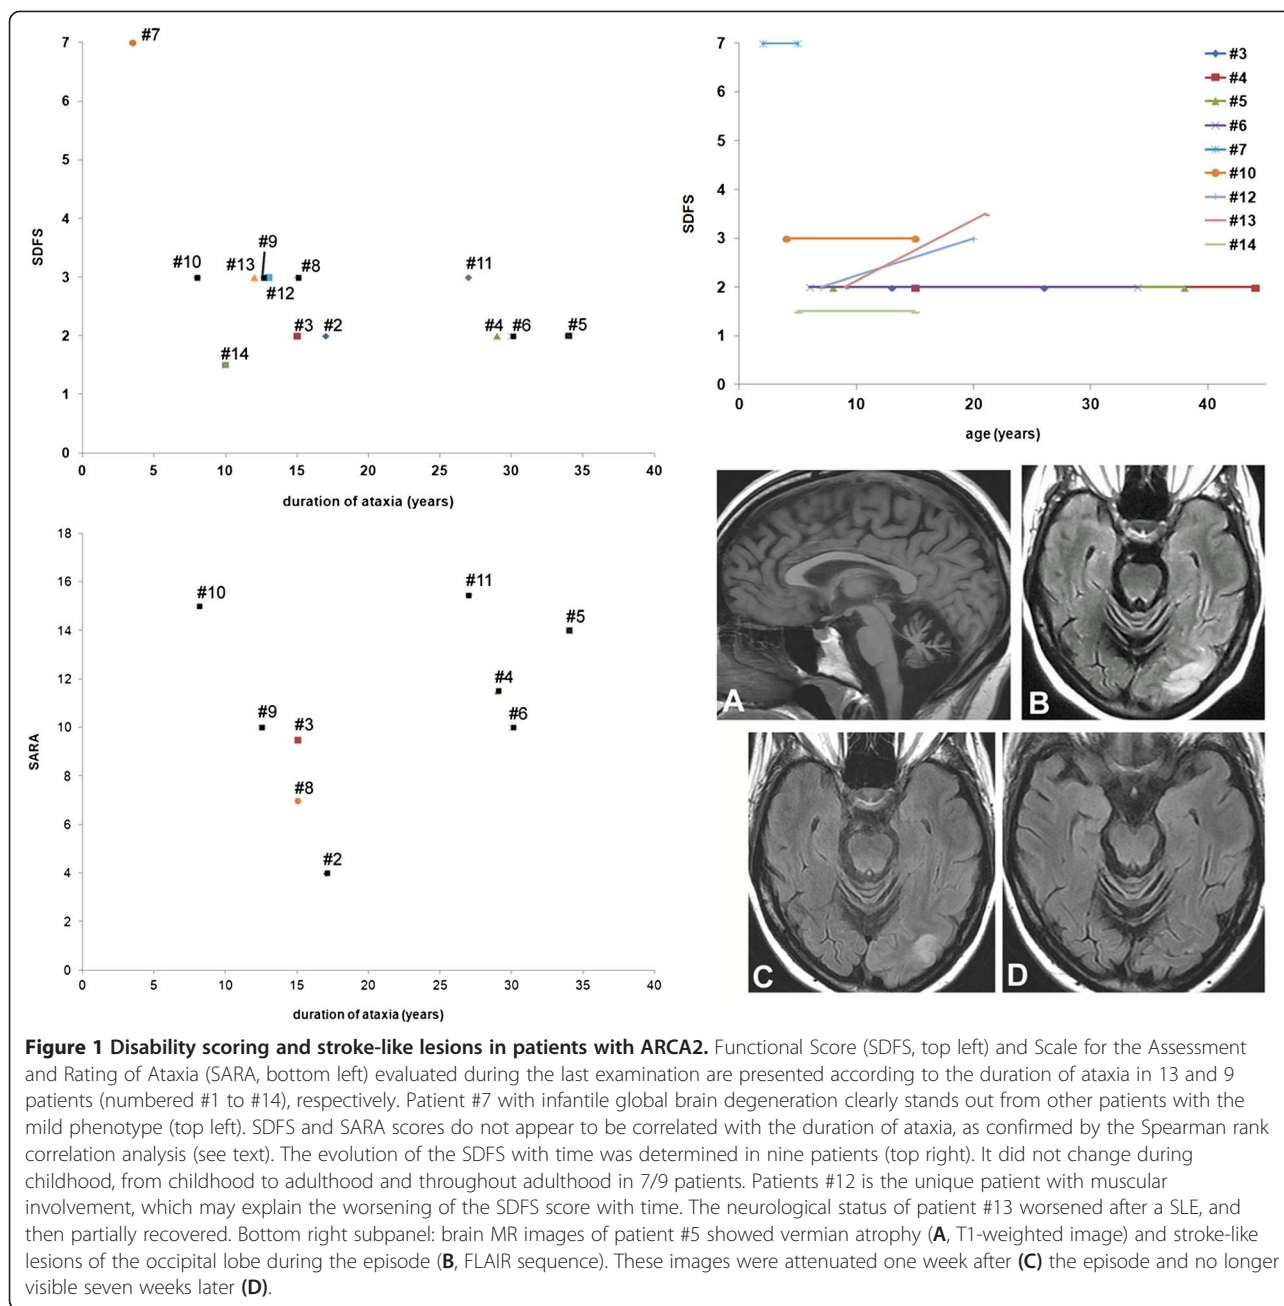 7
6
5
4
3
2
1
0
SDFS
#7
#10
#13
#9
#12
#8
#11
#3
#2
#4
#6
#5
#14
0 5 10 15 20 25 30 35 40
duration of ataxia (years)
7
6
5
4
3
2
1
0
SDFS
#3
#4
#5
#6
#7
#10
#12
#13
#14
0 10 20 30 40
age (years)
18
16
14
12
10
8
6
4
2
0
SARA
#10
#11
#5
#4
#9
#3
#6
#8
#2
0 5 10 15 20 25 30 35 40
duration of ataxia (years)
A
B
C
D
Figure 1 Disability scoring and stroke-like lesions in patients with ARCA2. Functional Score (SDFS, top left) and Scale for the Assessment
and Rating of Ataxia (SARA, bottom left) evaluated during the last examination are presented according to the duration of ataxia in 13 and 9
patients (numbered #1 to #14), respectively. Patient #7 with infantile global brain degeneration clearly stands out from other patients with the
mild phenotype (top left). SDFS and SARA scores do not appear to be correlated with the duration of ataxia, as confirmed by the Spearman rank
correlation analysis (see text). The evolution of the SDFS with time was determined in nine patients (top right). It did not change during
childhood, from childhood to adulthood and throughout adulthood in 7/9 patients. Patients #12 is the unique patient with muscular
involvement, which may explain the worsening of the SDFS score with time. The neurological status of patient #13 worsened after a SLE, and
then partially recovered. Bottom right subpanel: brain MR images of patient #5 showed vermian atrophy (A, T1-weighted image) and stroke-like
lesions of the occipital lobe during the episode (B, FLAIR sequence). These images were attenuated one week after (C) the episode and no longer
visible seven weeks later (D).